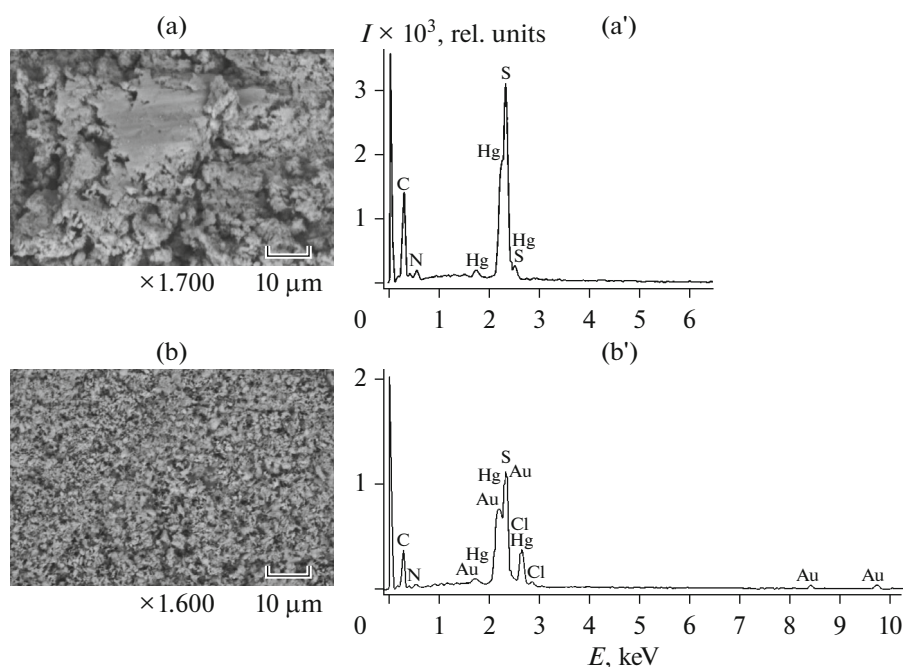 (a)
×1.700
10 μm
I × 10³, rel. units
(a')
3
2
1
S
Hg
C
N
Hg
Hg
S
0 1 2 3 4 5 6
(b)
×1.600
10 μm
(b')
2
1
S
Hg
Au
Au
Cl
Hg
C
N
Hg
Au
Cl
Au
Au
0 1 2 3 4 5 6 7 8 9 10
E, keV